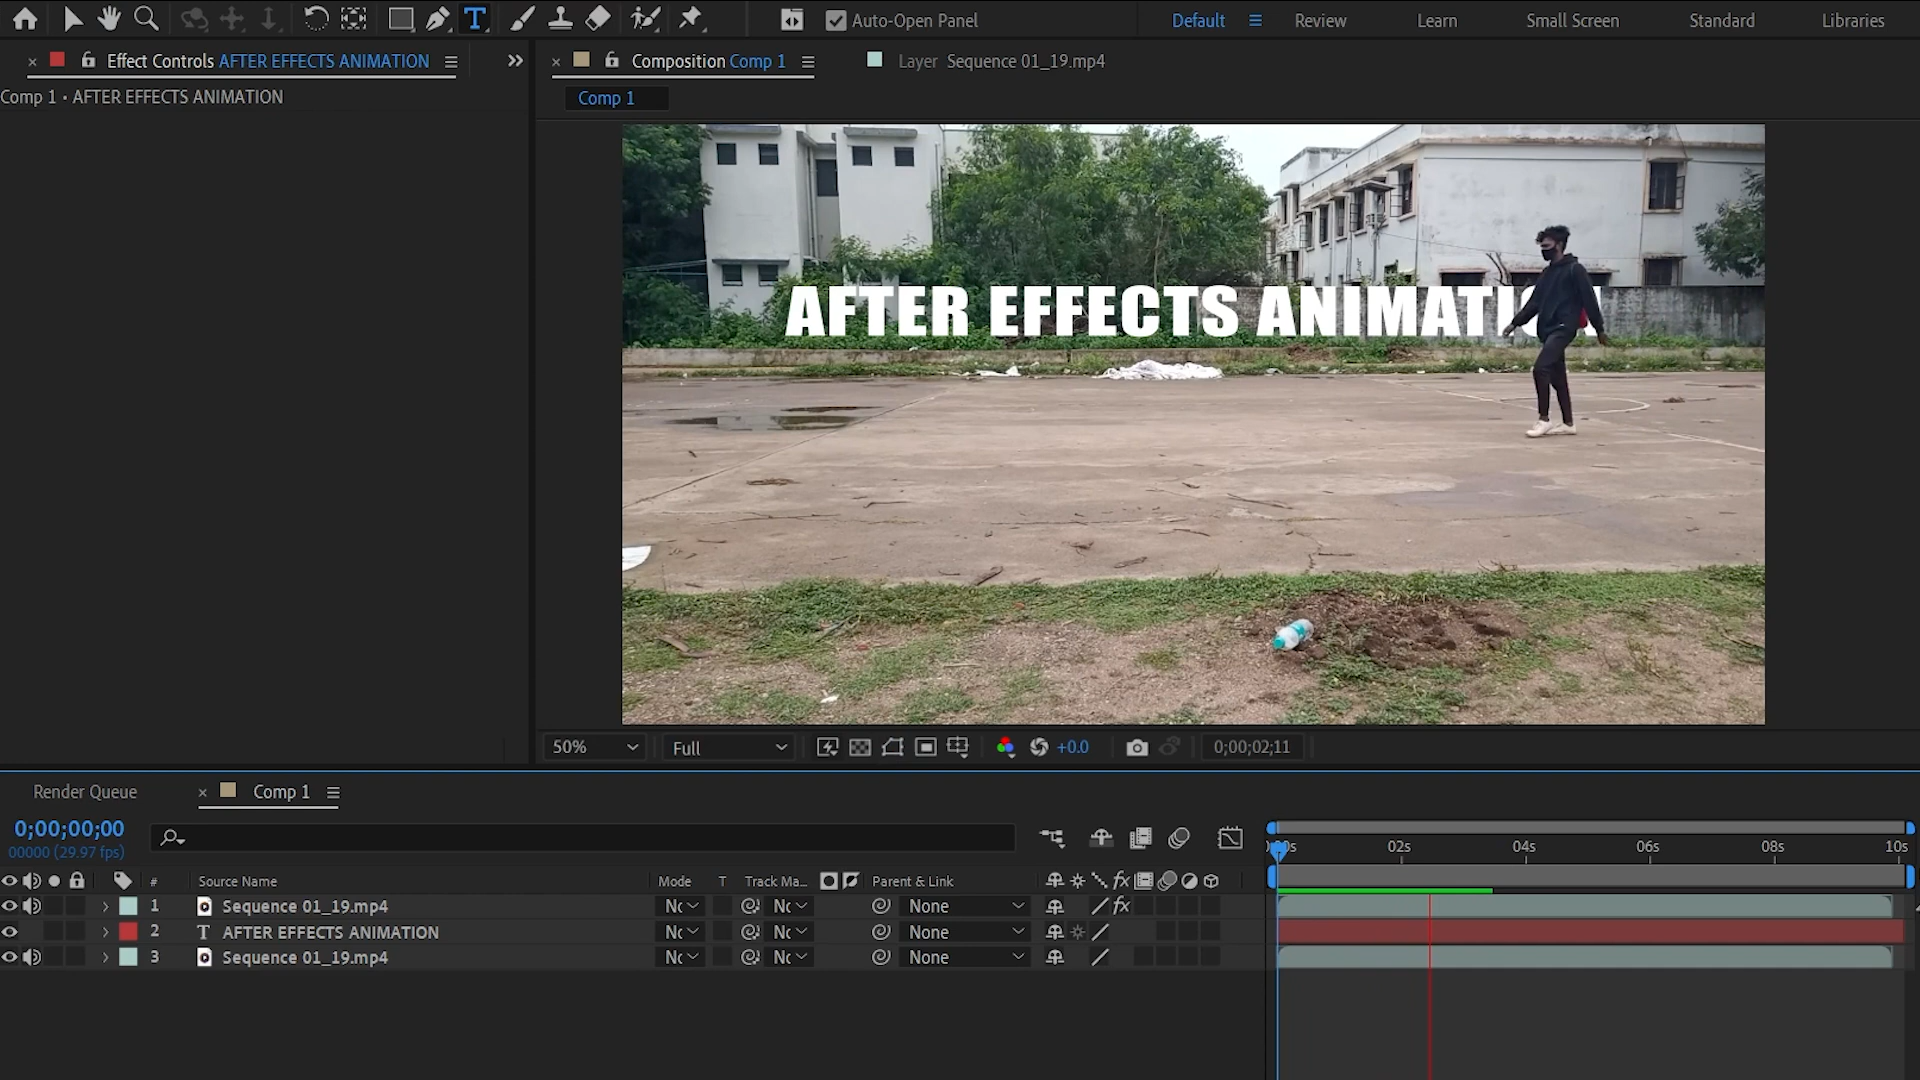 Auto-Open Panel
Default
Review
Learn
Small Screen
Standard
Libraries
Effect Controls AFTER EFFECTS ANIMATION
Composition Comp 1
Layer Sequence 01_19.mp4
Comp 1 • AFTER EFFECTS ANIMATION
Comp 1
AFTER EFFECTS ANIMATION
50%
Full
+0.0
0;00;02;11
Render Queue
Comp 1
0;00;00;00
00000 (29.97 fps)
02s
04s
06s
08s
10s
# Source Name Mode T Track Ma... Parent & Link
1 Sequence 01_19.mp4 None
2 T AFTER EFFECTS ANIMATION None
3 Sequence 01_19.mp4 None